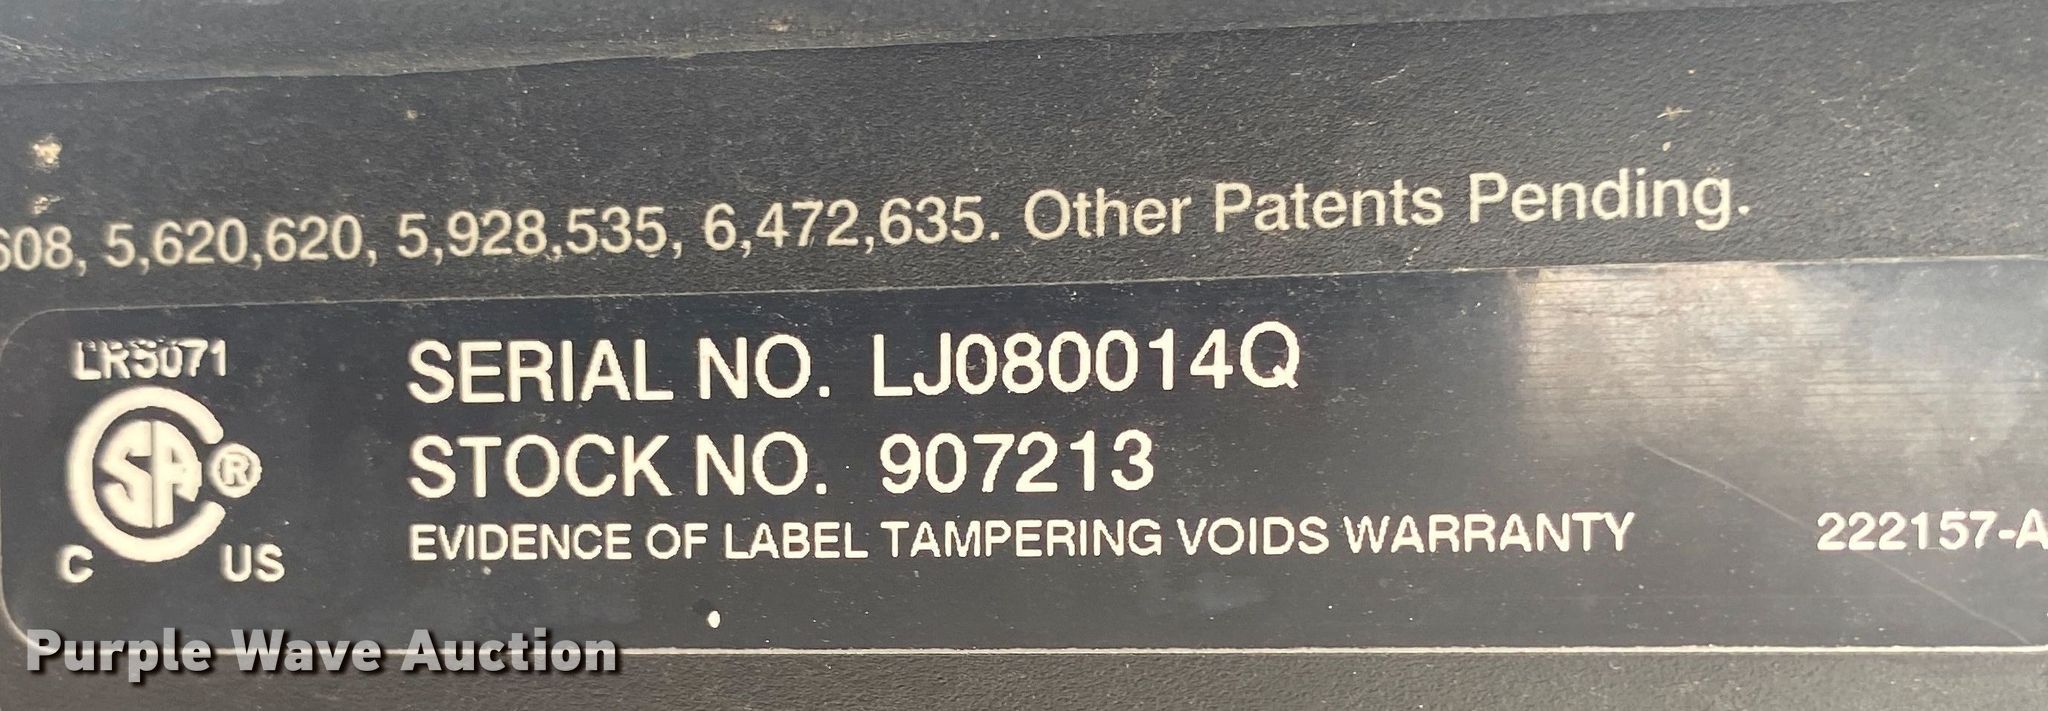 608, 5,620,620, 5,928,535, 6,472,635. Other Patents Pending.
LR5071
SERIAL NO. LJ080014Q
STOCK NO. 907213
EVIDENCE OF LABEL TAMPERING VOIDS WARRANTY
222157-A
SA ®
C US
Purple Wave Auction